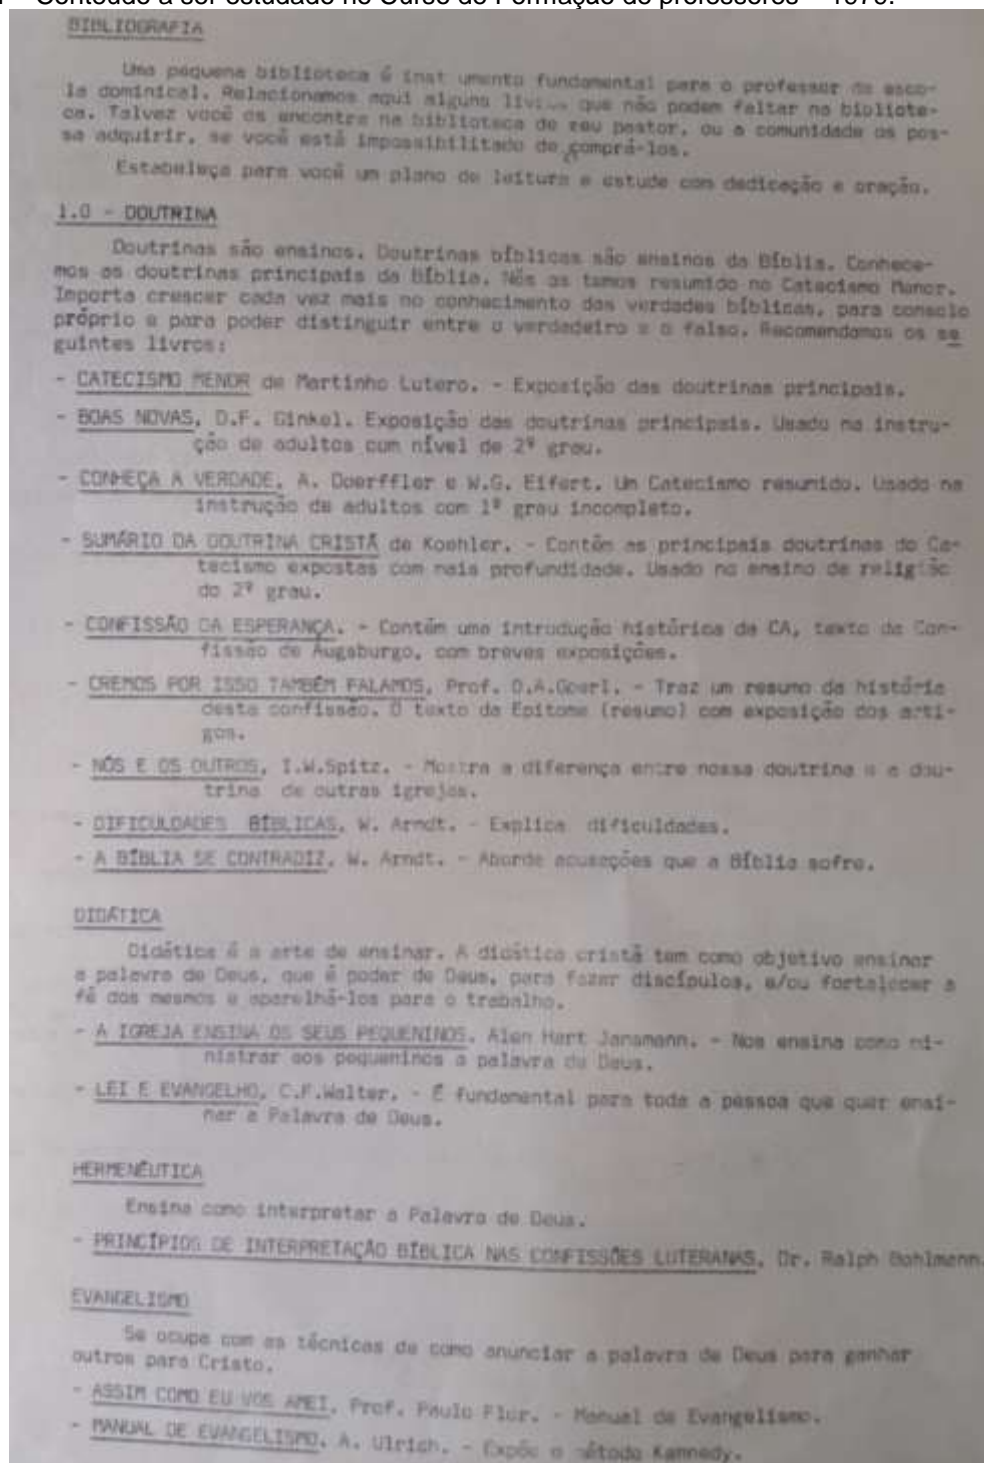 Conteúdo a ser estudado no Curso de Formação de professores – 1979.
BIBLIOGRAFIA
Uma pequena biblioteca é inst umento fundamental para o professor da esco-
la dominical. Relacionamos aqui alguns livros que não podem faltar na bibliote-
ca. Talvez você os encontre na biblioteca de seu pastor, ou a comunidade os pos-
sa adquirir, se você está impossibilitado de comprá-los.
Estabeleça para você um plano de leitura e estude com dedicação e oração.
1.0 - DOUTRINA
Doutrinas são ensinos. Doutrinas bíblicas são ensinos da Bíblia. Conhece-
mos as doutrinas principais da Bíblia. Nós as temos resumido no Catecismo Menor.
Importa crescer cada vez mais no conhecimento das verdades bíblicas, para consolo
próprio e para poder distinguir entre o verdadeiro e o falso. Recomendamos os se
guintes livros:
- CATECISMO MENOR de Martinho Lutero. - Exposição das doutrinas principais.
- BOAS NOVAS, D.F. Ginkel. Exposição das doutrinas principais. Usado na instru-
ção de adultos com nível de 2º grau.
- CONHEÇA A VERDADE, A. Doerffler e W.G. Eifert. Um Catecismo resumido. Usado na
instrução de adultos com 1º grau incompleto.
- SUMÁRIO DA DOUTRINA CRISTÃ de Koehler. - Contém as principais doutrinas do Ca-
tecismo expostas com mais profundidade. Usado no ensino de religião
do 2º grau.
- CONFISSÃO DA ESPERANÇA. - Contém uma introdução histórica da CA, texto da Con-
fissão de Augsburgo, com breves exposições.
- CREMOS POR ISSO TAMBÉM FALAMOS, Prof. O.A.Goerl. - Traz um resumo da história
desta confissão. O texto da Epítome (resumo) com exposição dos arti-
gos.
- NÓS E OS OUTROS, I.W.Spitz. - Mostra a diferença entre nossa doutrina e a dou-
trina de outras igrejas.
- DIFICULDADES BÍBLICAS, W. Arndt. - Explica dificuldades.
- A BÍBLIA SE CONTRADIZ, W. Arndt. - Aborda acusações que a Bíblia sofre.
DIDÁTICA
Didática é a arte de ensinar. A didática cristã tem como objetivo ensinar
a palavra de Deus, que é poder de Deus, para fazer discípulos, e/ou fortalecer a
fé dos mesmos e aparelhá-los para o trabalho.
- A IGREJA ENSINA OS SEUS PEQUENINOS, Alan Hart Jansmann. - Nos ensina como mi-
nistrar aos pequeninos a palavra de Deus.
- LEI E EVANGELHO, C.F.Walter. - É fundamental para toda a pessoa que quer ensi-
nar a Palavra de Deus.
HERMENÊUTICA
Ensina como interpretar a Palavra de Deus.
- PRINCÍPIOS DE INTERPRETAÇÃO BÍBLICA NAS CONFISSÕES LUTERANAS, Dr. Ralph Bohlmann.
EVANGELISMO
Se ocupa com as técnicas de como anunciar a palavra de Deus para ganhar
outros para Cristo.
- ASSIM COMO EU VOS AMEI, Prof. Paulo Flor. - Manual de Evangelismo.
- MANUAL DE EVANGELISMO, A. Ulrich. - Expõe o método Kennedy.